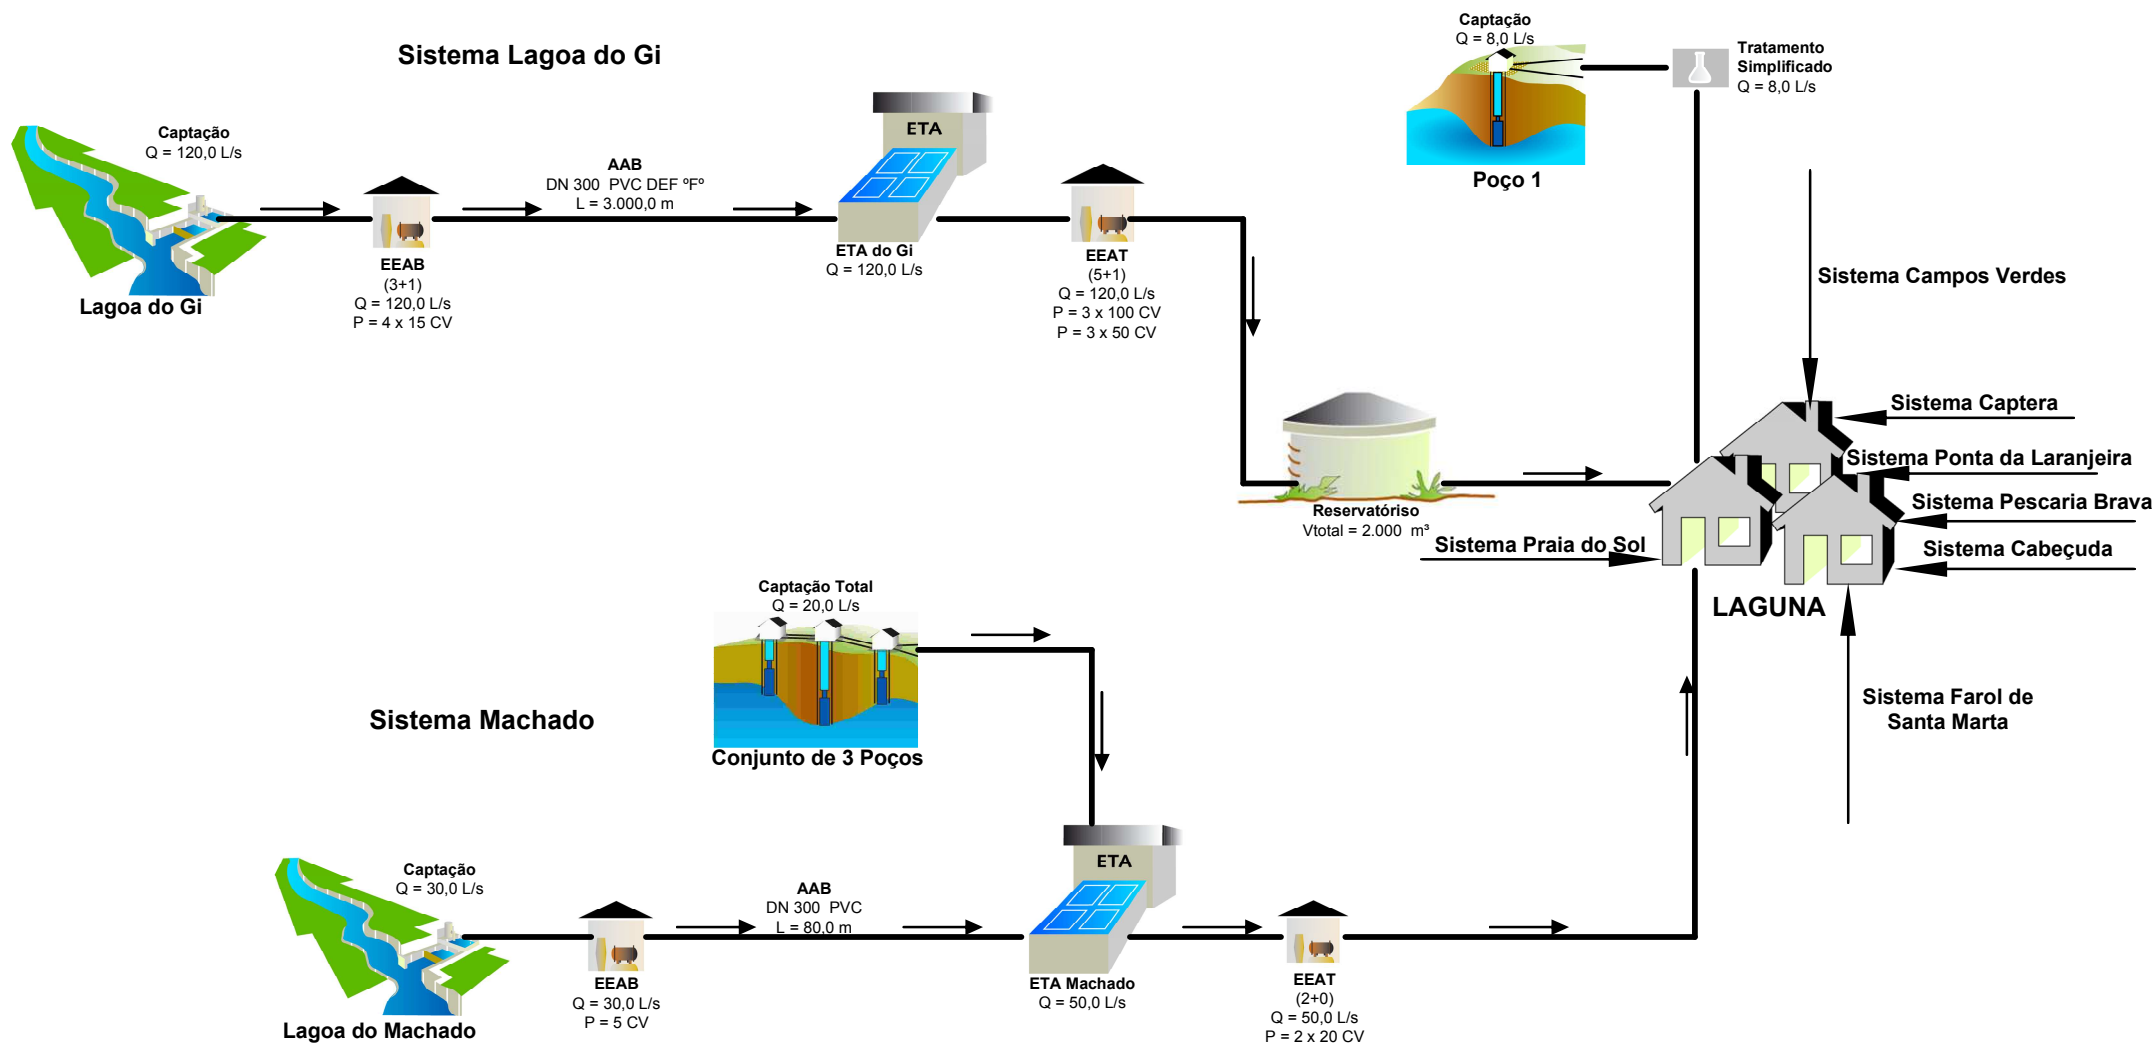 Sistema Lagoa do Gi
Captação
Q = 120,0 L/s
Lagoa do Gi
EEAB
(3+1)
Q = 120,0 L/s
P = 4 x 15 CV
AAB
DN 300  PVC DEF ºFº
L = 3.000,0 m
ETA
ETA do Gi
Q = 120,0 L/s
EEAT
(5+1)
Q = 120,0 L/s
P = 3 x 100 CV
P = 3 x 50 CV
Reservatóriso
Vtotal = 2.000  m³
Captação
Q = 8,0 L/s
Poço 1
Tratamento
Simplificado
Q = 8,0 L/s
Sistema Campos Verdes
Sistema Captera
Sistema Ponta da Laranjeira
Sistema Pescaria Brava
Sistema Cabeçuda
Sistema Praia do Sol
LAGUNA
Sistema Farol de
Santa Marta
Sistema Machado
Captação Total
Q = 20,0 L/s
Conjunto de 3 Poços
Captação
Q = 30,0 L/s
Lagoa do Machado
EEAB
Q = 30,0 L/s
P = 5 CV
AAB
DN 300  PVC
L = 80,0 m
ETA
ETA Machado
Q = 50,0 L/s
EEAT
(2+0)
Q = 50,0 L/s
P = 2 x 20 CV